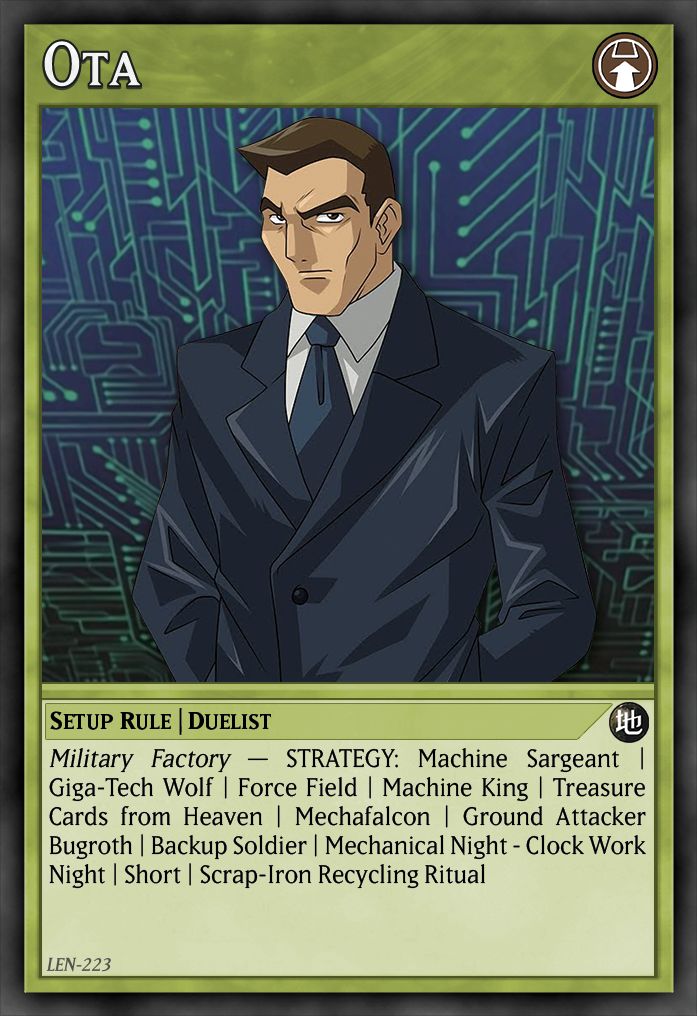 Ota
Setup Rule | Duelist
地
Military Factory — STRATEGY: Machine Sargeant |
Giga-Tech Wolf | Force Field | Machine King | Treasure
Cards from Heaven | Mechafalcon | Ground Attacker
Bugroth | Backup Soldier | Mechanical Night - Clock Work
Night | Short | Scrap-Iron Recycling Ritual
LEN-223